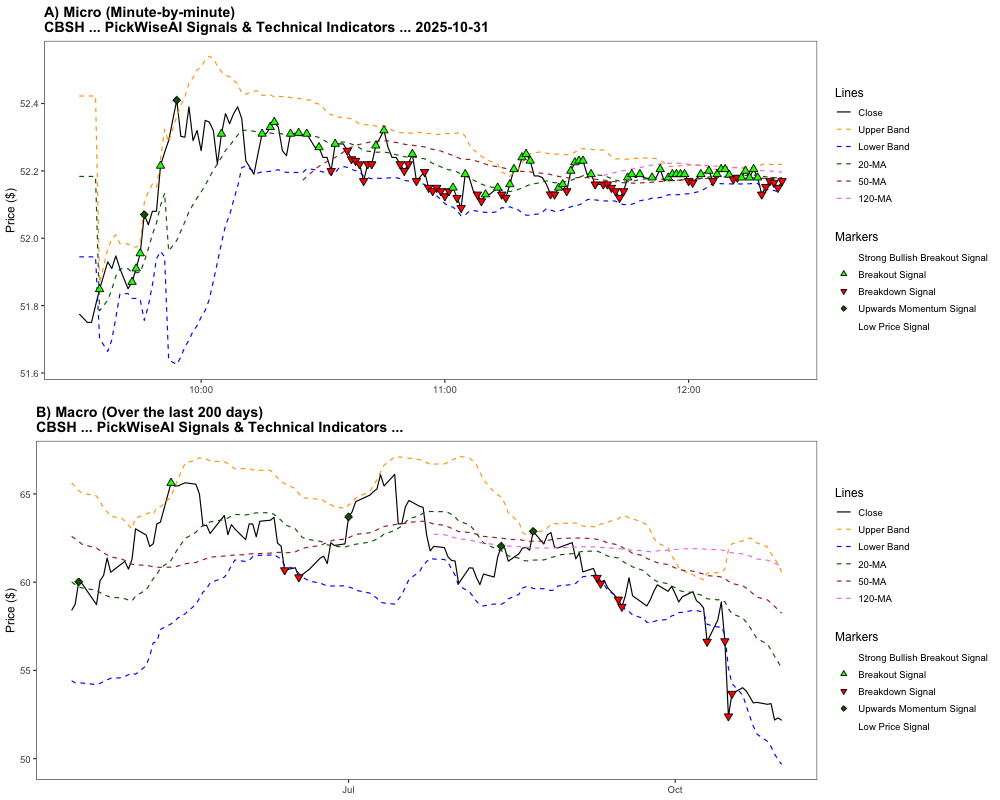 A) Micro (Minute-by-minute)
CBSH ... PickWiseAI Signals & Technical Indicators ... 2025-10-31
Price ($)
52.4
52.2
52.0
51.8
51.6
10:00
11:00
12:00
Lines
Close
Upper Band
Lower Band
20-MA
50-MA
120-MA
Markers
Strong Bullish Breakout Signal
Breakout Signal
Breakdown Signal
Upwards Momentum Signal
Low Price Signal
B) Macro (Over the last 200 days)
CBSH ... PickWiseAI Signals & Technical Indicators ...
Price ($)
65
60
55
50
Jul
Oct
Lines
Close
Upper Band
Lower Band
20-MA
50-MA
120-MA
Markers
Strong Bullish Breakout Signal
Breakout Signal
Breakdown Signal
Upwards Momentum Signal
Low Price Signal